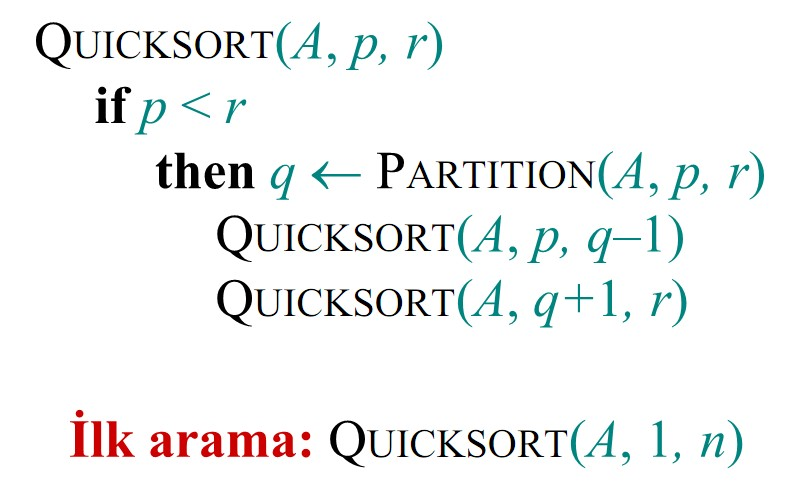 QUICKSORT(A, p, r)
if p < r
then q ← PARTITION(A, p, r)
QUICKSORT(A, p, q–1)
QUICKSORT(A, q+1, r)
İlk arama: QUICKSORT(A, 1, n)